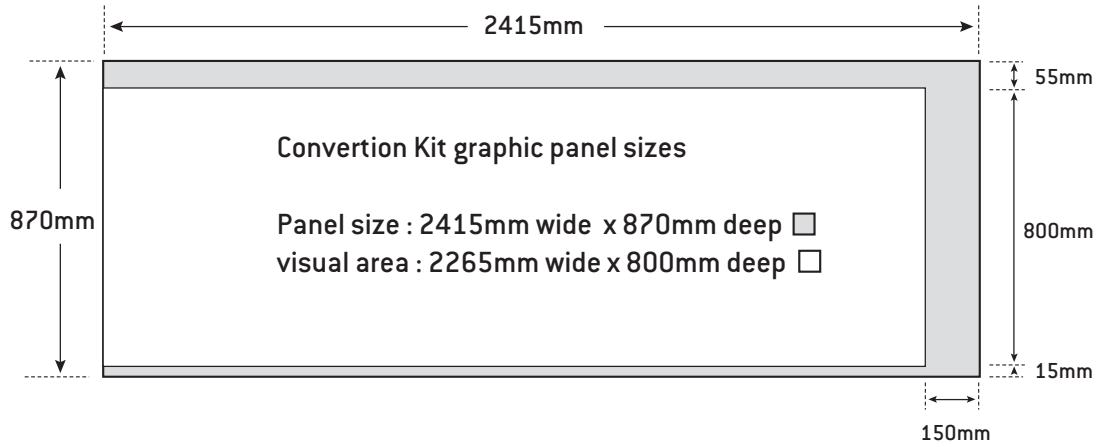 2415mm
55mm
Convertion Kit graphic panel sizes
870mm
Panel size : 2415mm wide x 870mm deep
800mm
visual area : 2265mm wide x 800mm deep
15mm
150mm